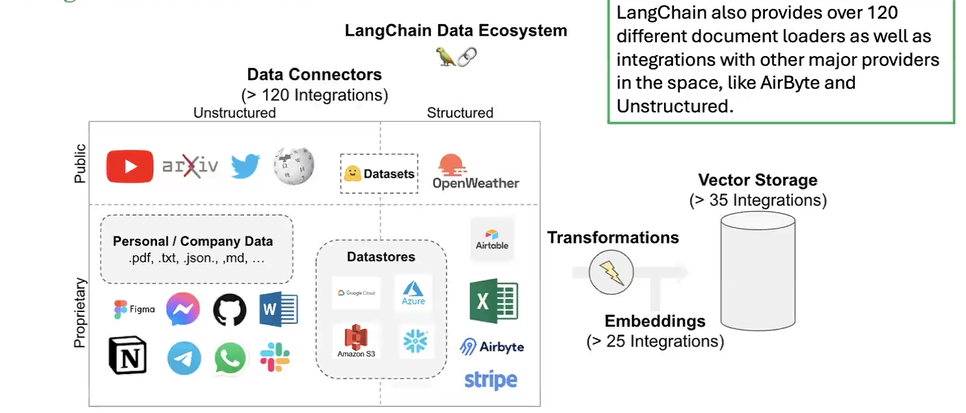 LangChain also provides over 120
different document loaders as well as
integrations with other major providers
in the space, like AirByte and
Unstructured.
LangChain Data Ecosystem
Data Connectors
(> 120 Integrations)
Unstructured
Structured
Public
arXiv
Datasets
OpenWeather
Proprietary
Personal / Company Data
.pdf, .txt, .json., ,md, …
Figma
W
N
Datastores
Google Cloud
Azure
Amazon S3
Airtable
X
Airbyte
stripe
Transformations
Embeddings
(> 25 Integrations)
Vector Storage
(> 35 Integrations)